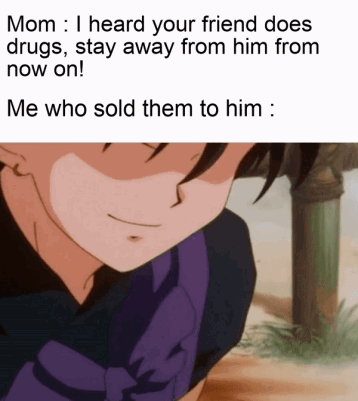 Mom : I heard your friend does
drugs, stay away from him from
now on!
Me who sold them to him :